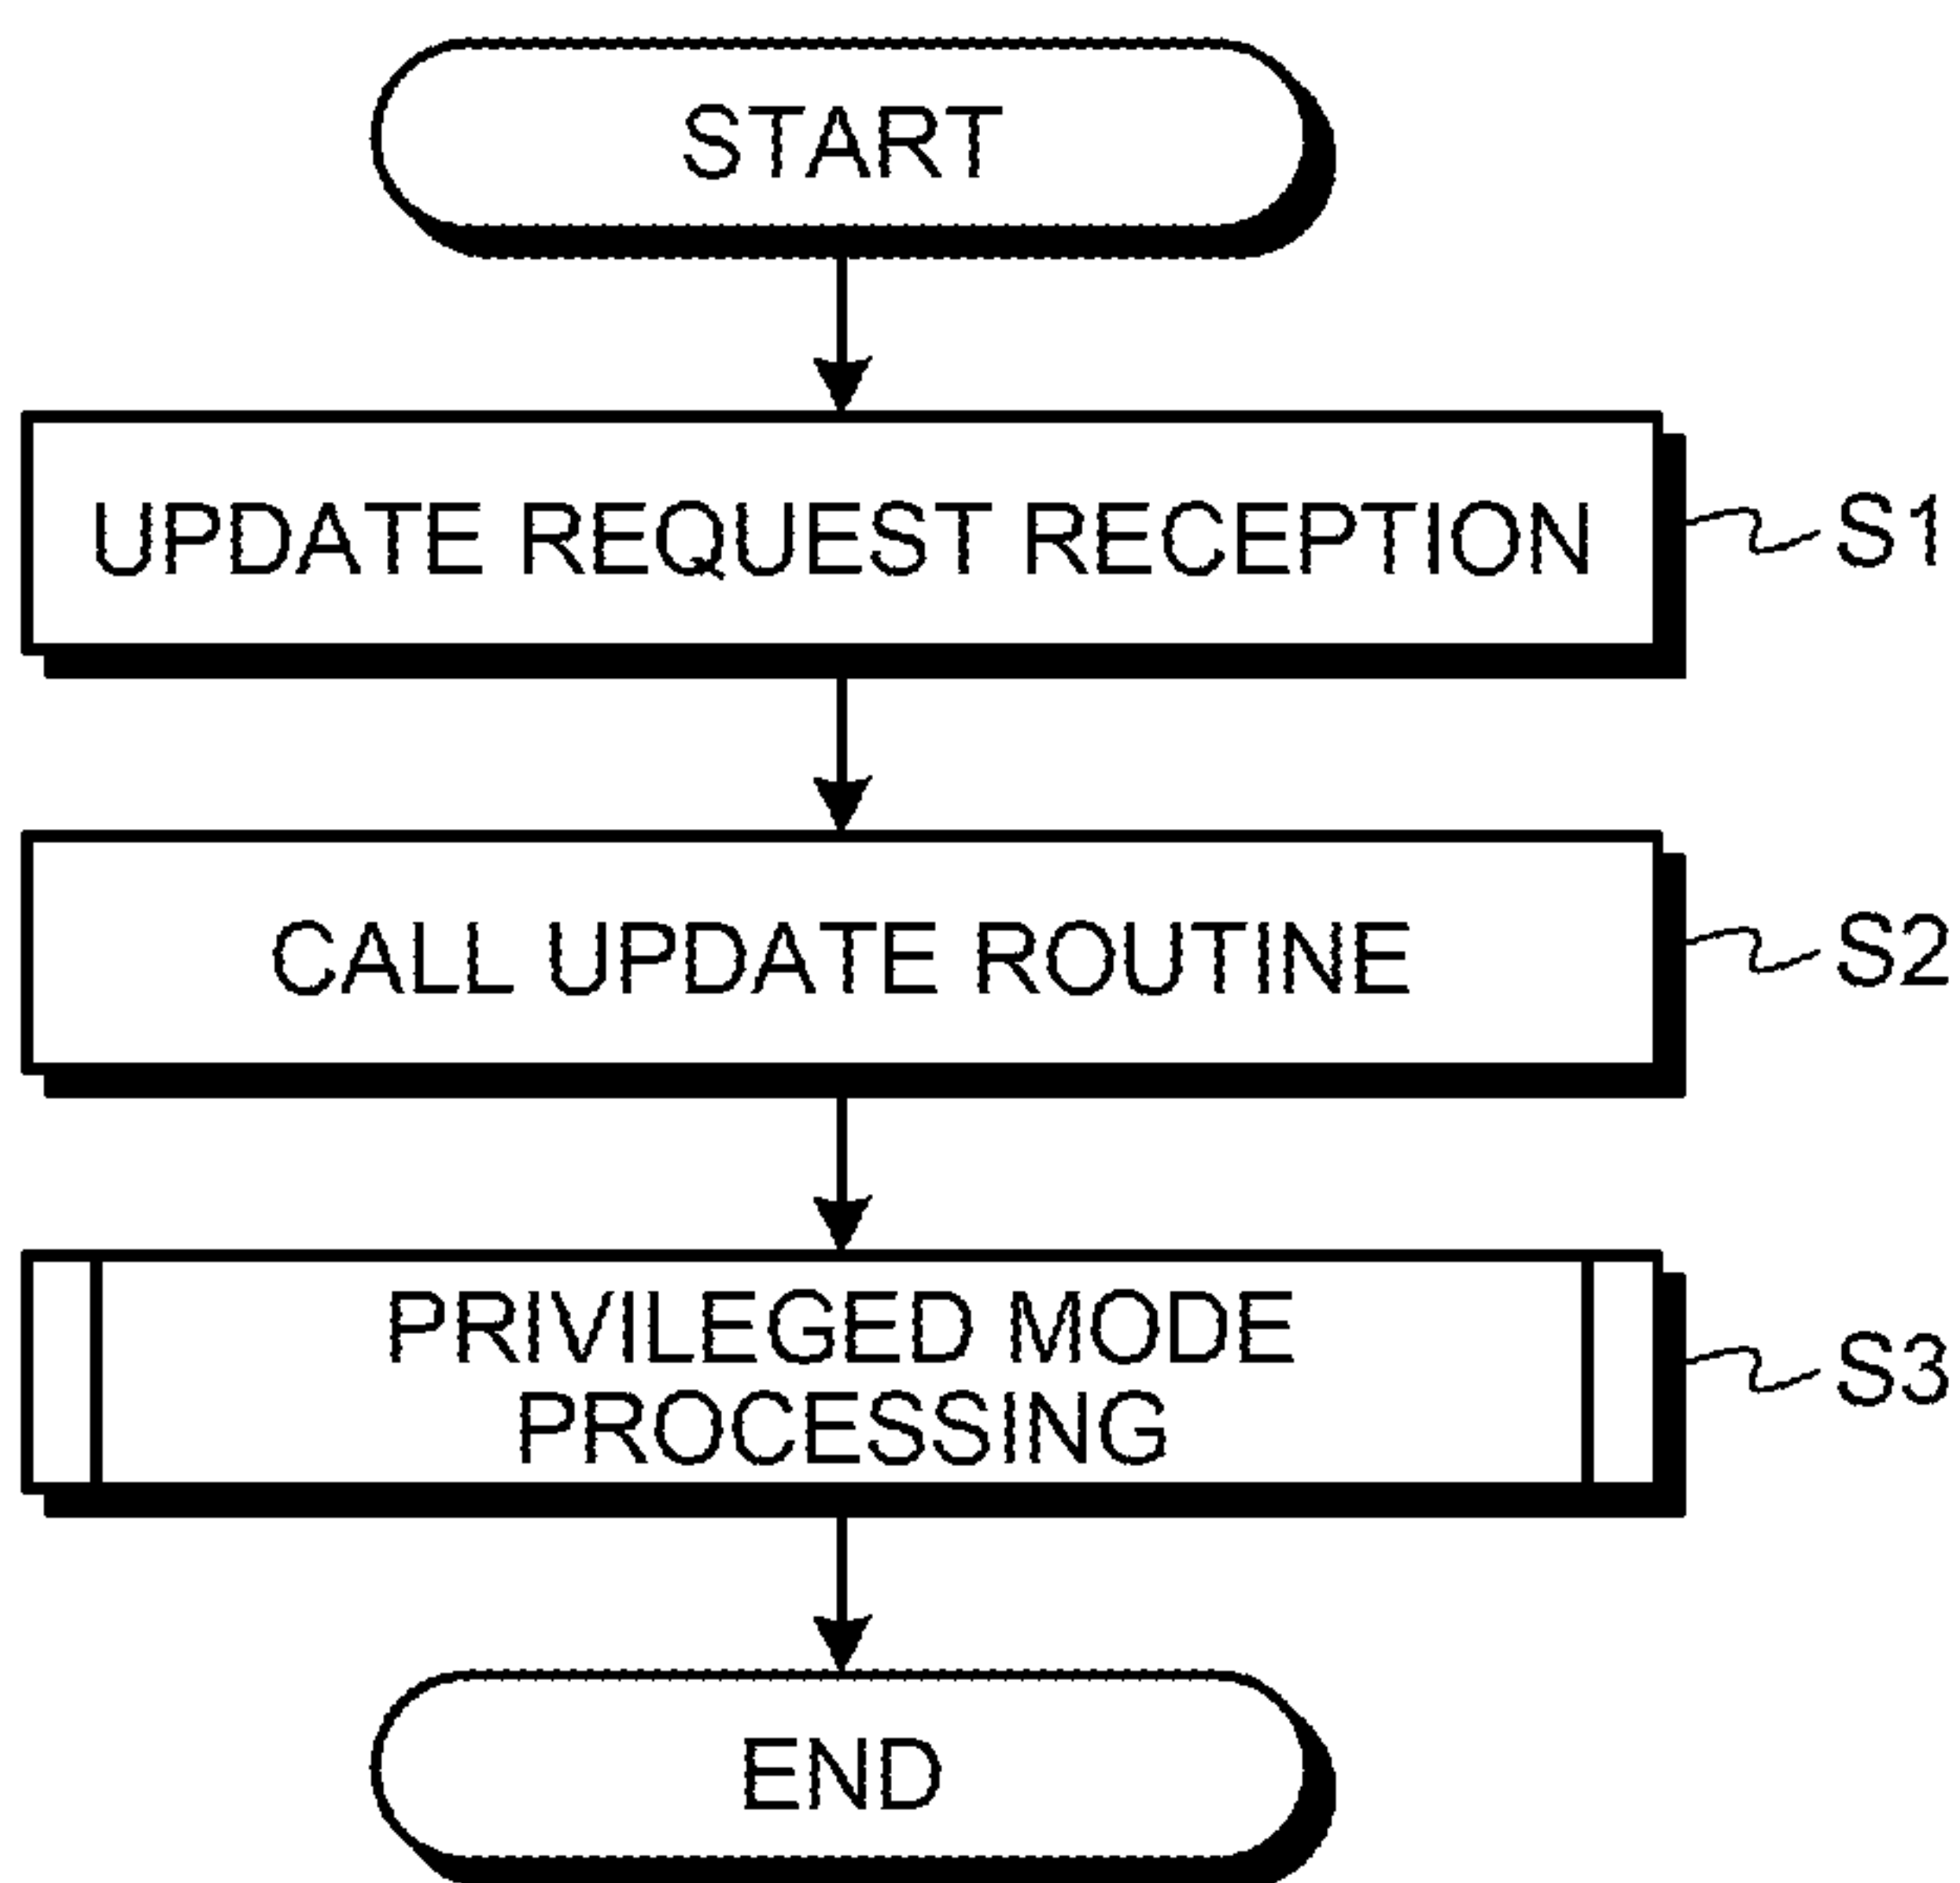 START
UPDATE REQUEST RECEPTION
S1
CALL UPDATE ROUTINE
S2
PRIVILEGED MODE
PROCESSING
S3
END